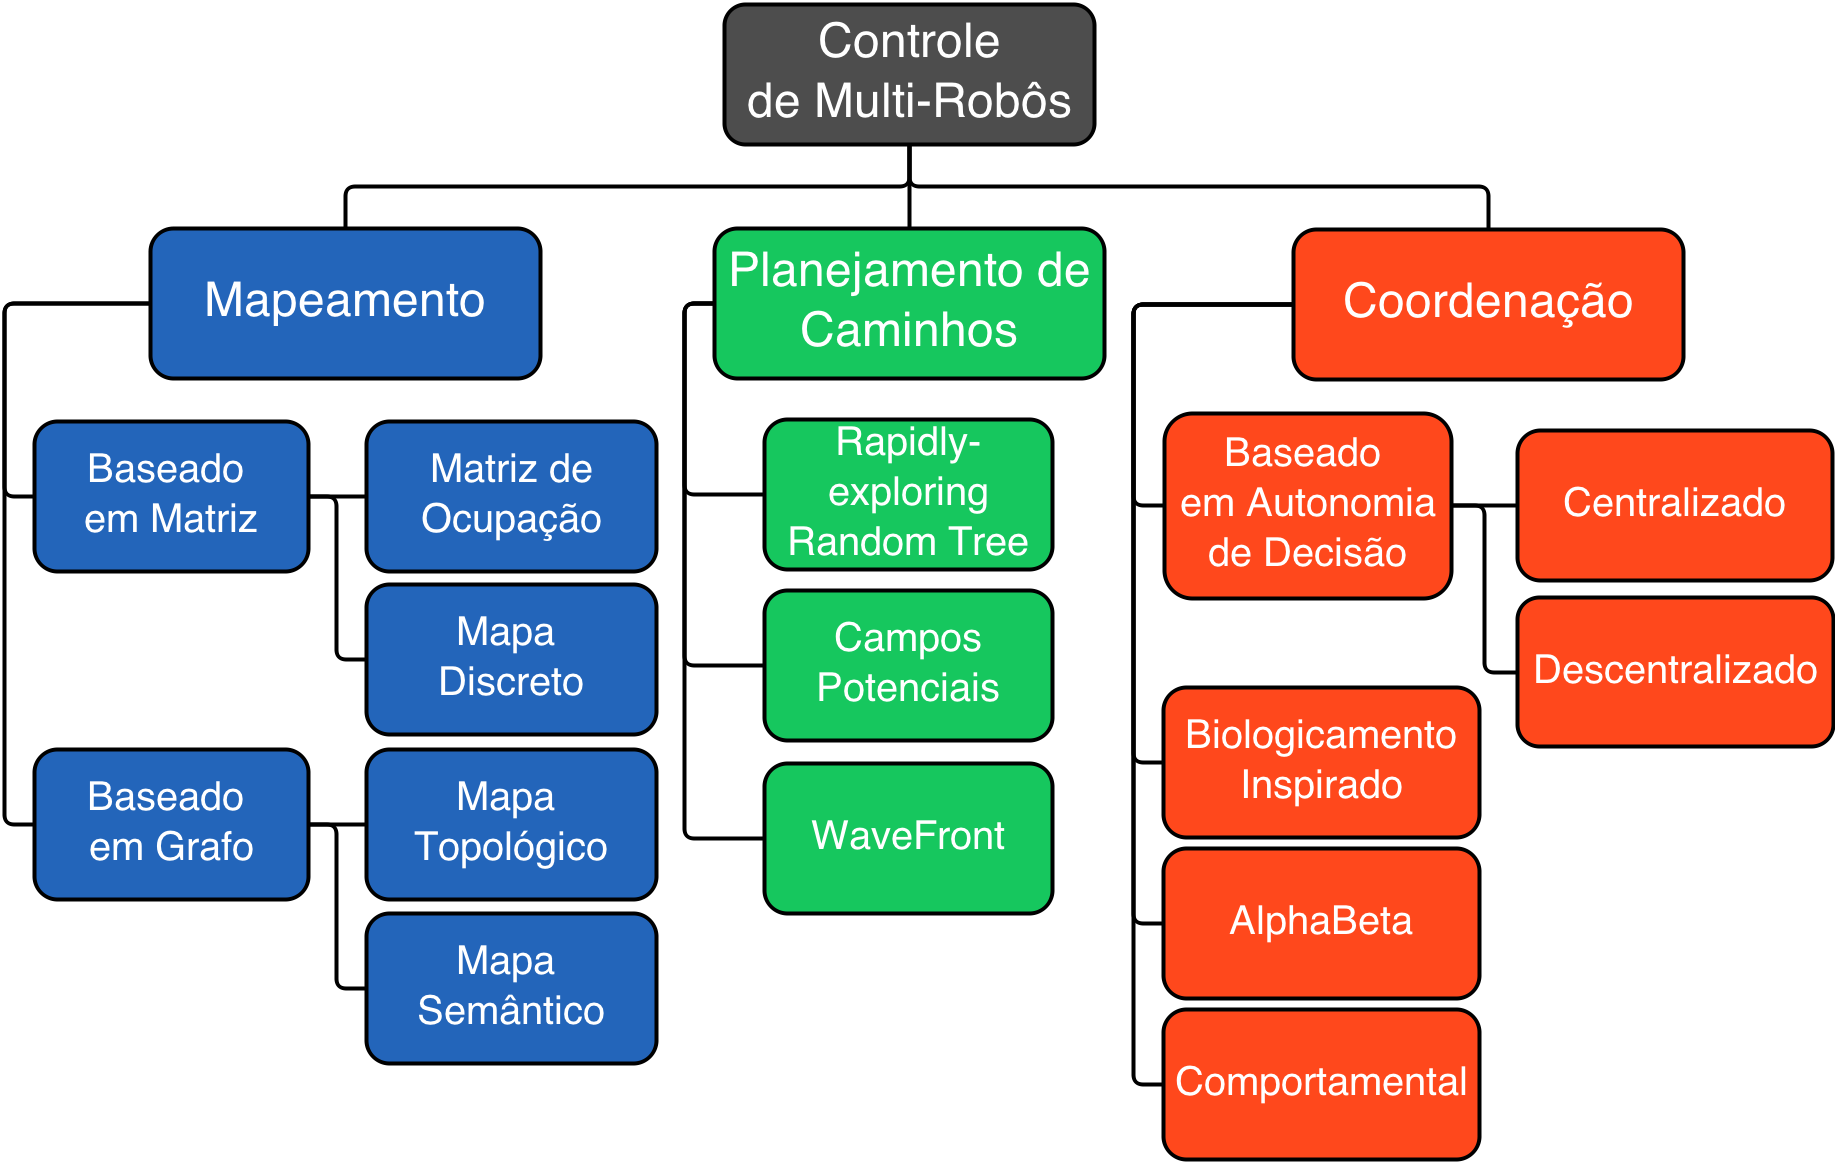 Controle
de Multi-Robôs
Mapeamento
Planejamento de
Caminhos
Coordenação
Baseado
em Matriz
Matriz de
Ocupação
Mapa
Discreto
Baseado
em Grafo
Mapa
Topológico
Mapa
Semântico
Rapidly-
exploring
Random Tree
Campos
Potenciais
WaveFront
Baseado
em Autonomia
de Decisão
Centralizado
Descentralizado
Biologicamento
Inspirado
AlphaBeta
Comportamental